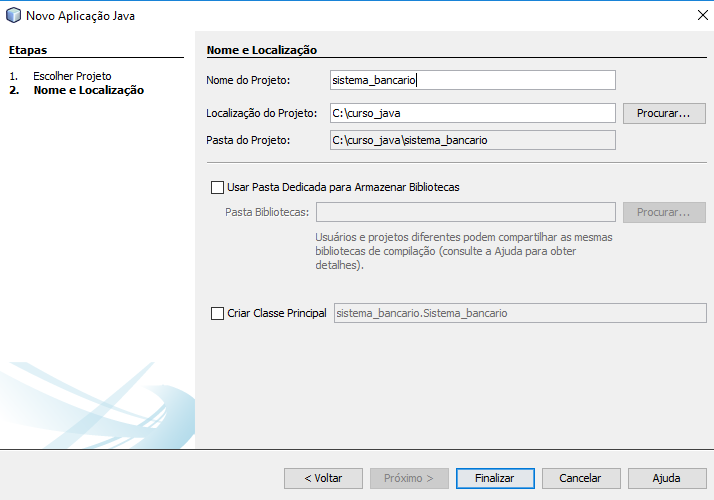 Novo Aplicação Java
Etapas
1. Escolher Projeto
2. Nome e Localização
Nome e Localização
Nome do Projeto: sistema_bancario
Localização do Projeto: C:\curso_java Procurar...
Pasta do Projeto: C:\curso_java\sistema_bancario
Usar Pasta Dedicada para Armazenar Bibliotecas
Pasta Bibliotecas: Procurar...
Usuários e projetos diferentes podem compartilhar as mesmas
bibliotecas de compilação (consulte a Ajuda para obter
detalhes).
Criar Classe Principal sistema_bancario.Sistema_bancario
< Voltar Próximo > Finalizar Cancelar Ajuda